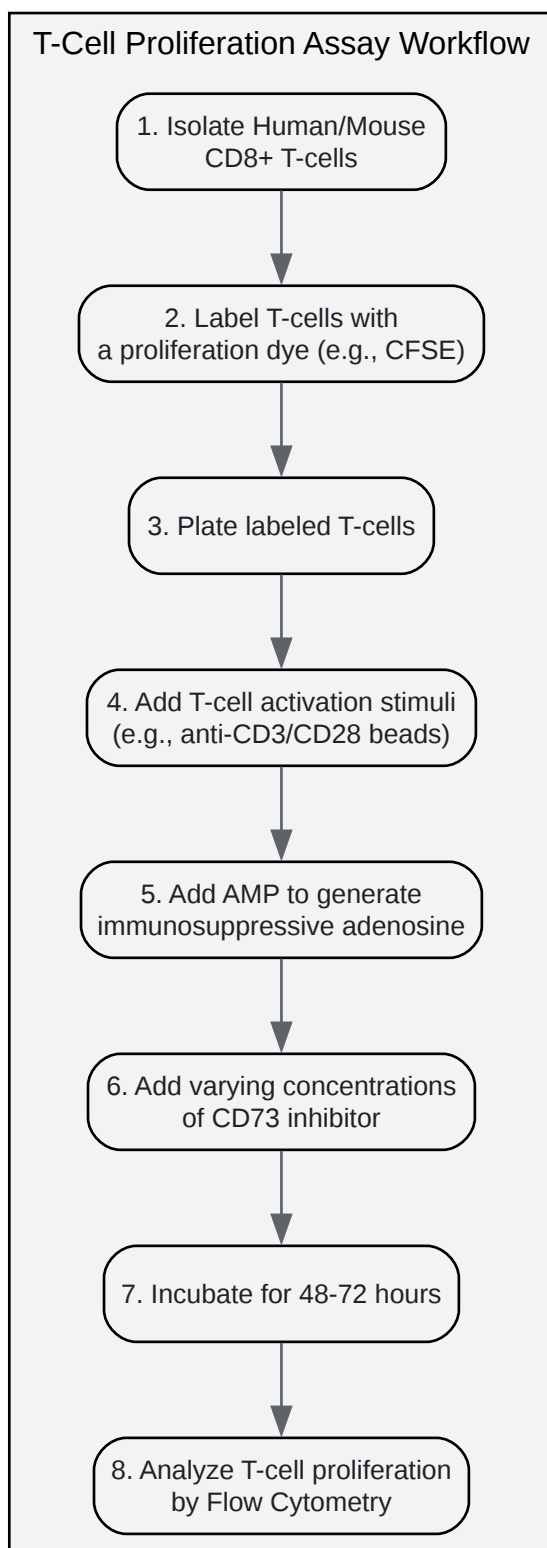 T-Cell Proliferation Assay Workflow
1. Isolate Human/Mouse
CD8+ T-cells
2. Label T-cells with
a proliferation dye (e.g., CFSE)
3. Plate labeled T-cells
4. Add T-cell activation stimuli
(e.g., anti-CD3/CD28 beads)
5. Add AMP to generate
immunosuppressive adenosine
6. Add varying concentrations
of CD73 inhibitor
7. Incubate for 48-72 hours
8. Analyze T-cell proliferation
by Flow Cytometry